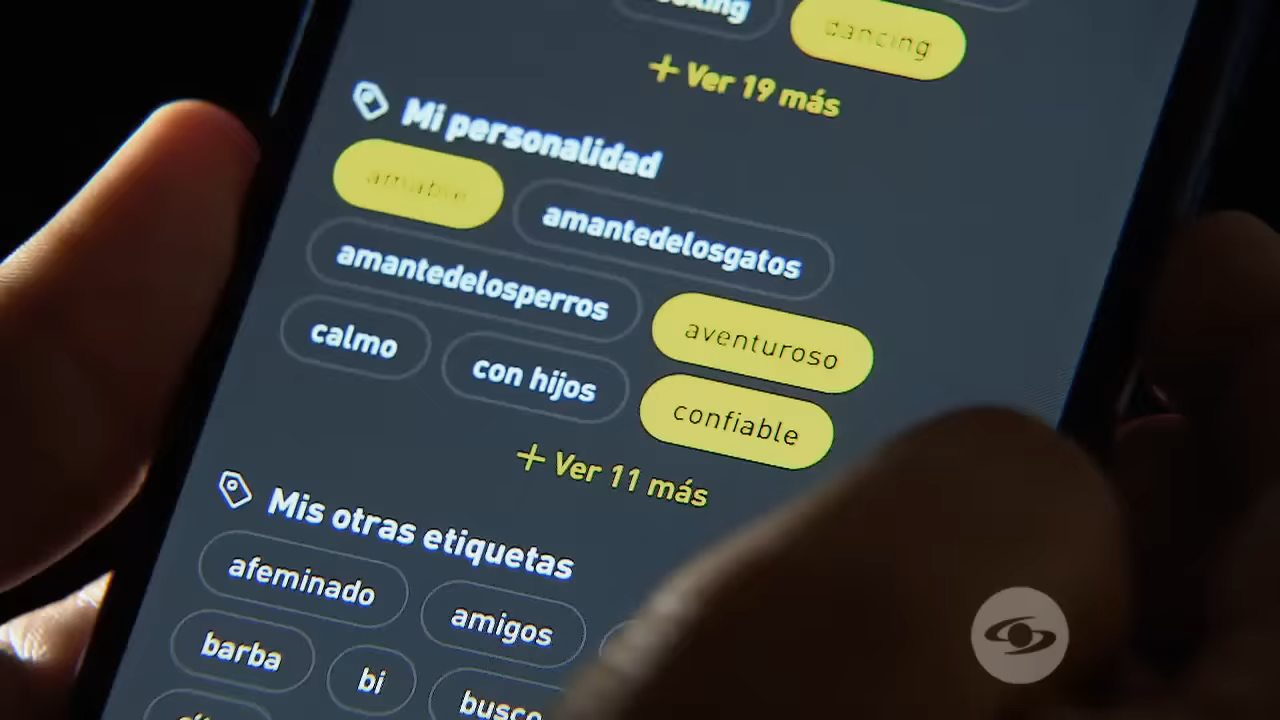 dancing
+ Ver 19 más
Mi personalidad
amable amantedelosgatos
amantedelosperros aventuroso
calmo con hijos confiable
+ Ver 11 más
Mis otras etiquetas
afeminado amigos
barba bi busco